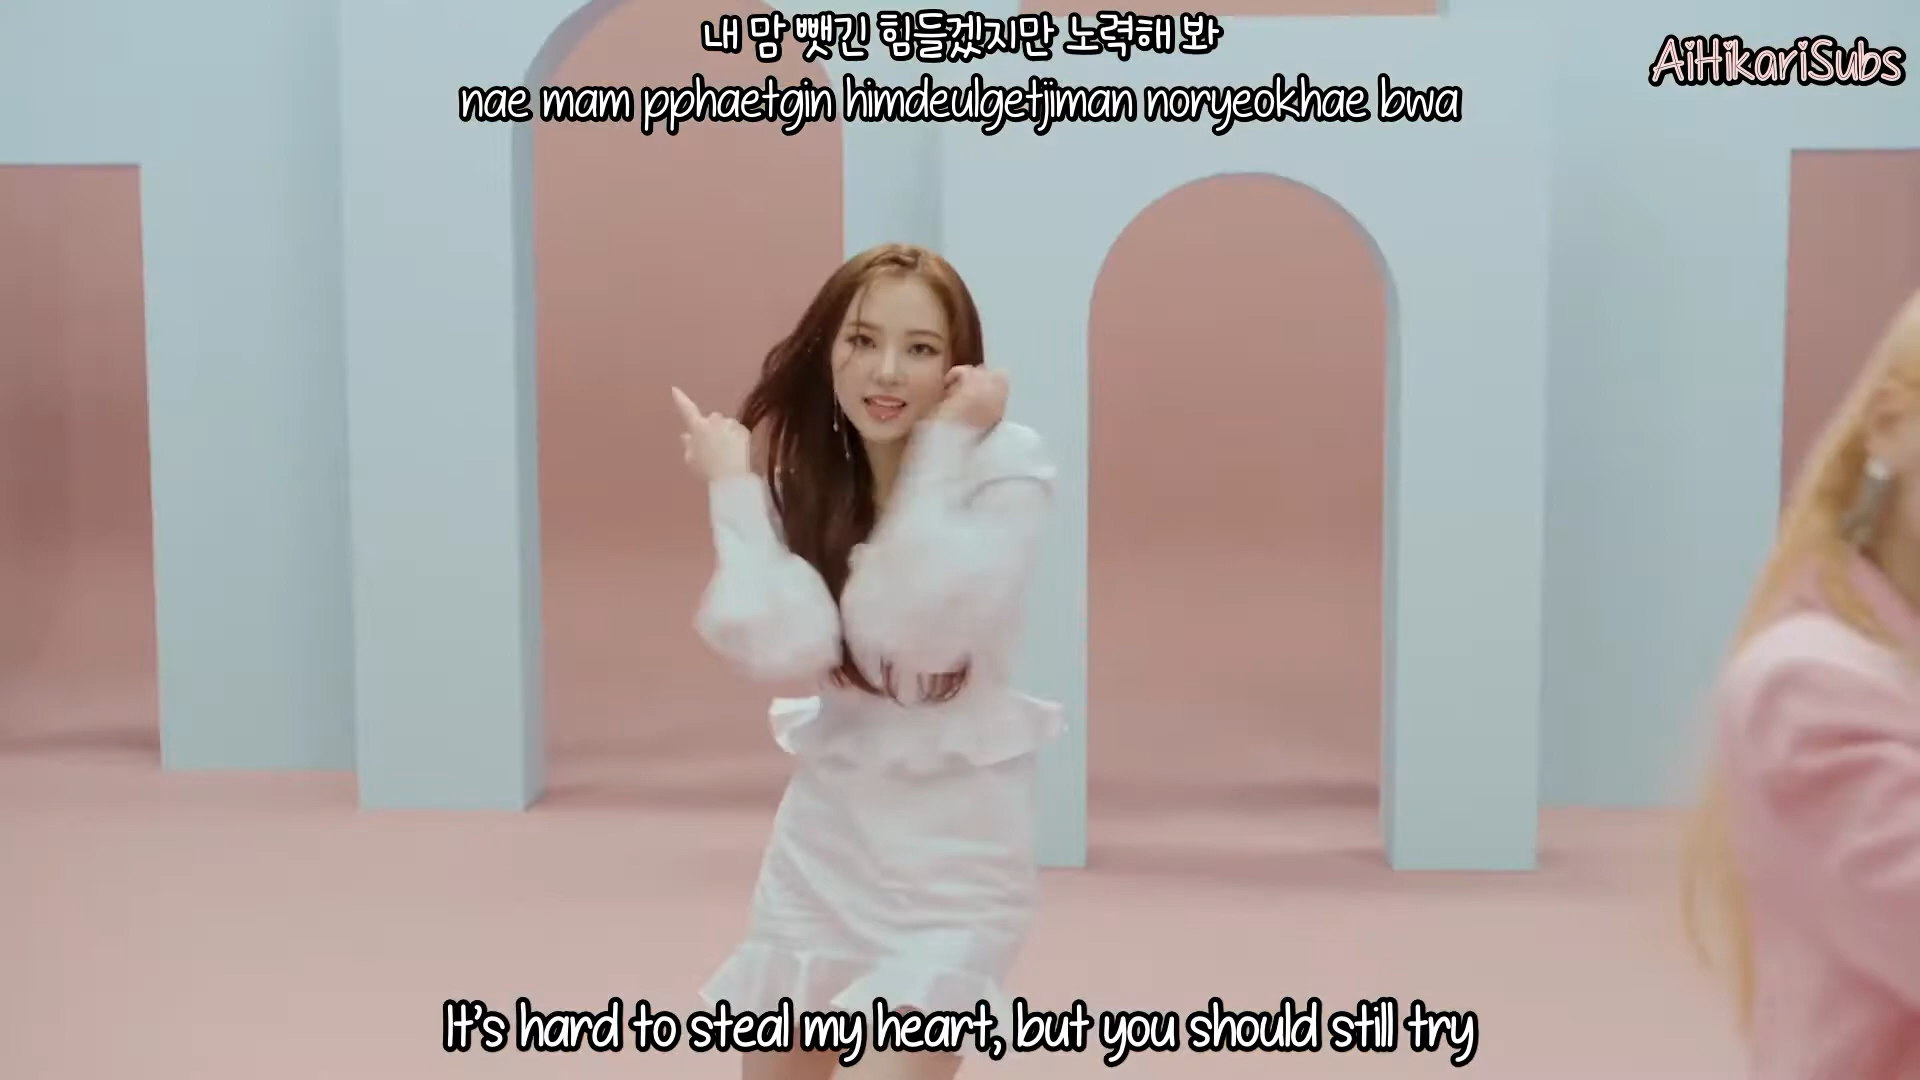 내 맘 뺏긴 힘들겠지만 노력해 봐
AiHikariSubs
nae mam pphaetgin himdeulgetjiman noryeokhae bwa
It's hard to steal my heart, but you should still try